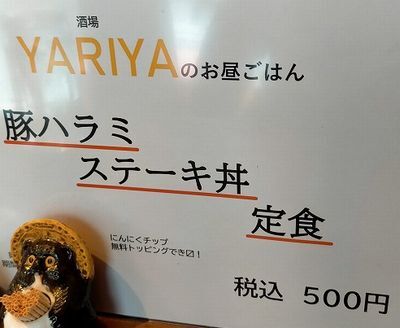 酒場
YARIYAのお昼ごはん
豚ハラミ
ステーキ丼
定食
にんにくチップ
無料トッピングでき〼！
税込 500円